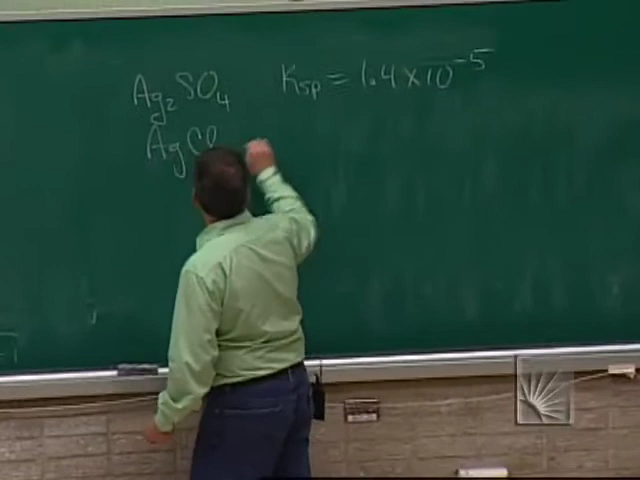 Ag₂SO₄ Ksp = 1.4 × 10⁻⁵
AgCl